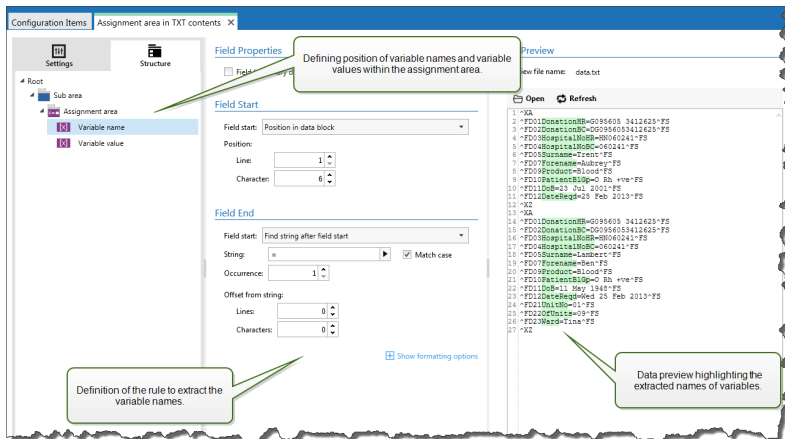 Configuration Items
Assignment area in TXT contents
Settings
Structure
Root
Sub area
Assignment area
Variable name
Variable value
Defining position of variable names and variable
values within the assignment area.
Field Properties
Field Start
Field start: Position in data block
Position:
Line: 1
Character: 6
Field End
Field start: Find string after field start
String: =
Match case
Occurrence: 1
Offset from string:
Lines: 0
Characters: 0
Show formatting options
Definition of the rule to extract the
variable names.
Preview
file name: data.txt
Open
Refresh
1 ^XA
2 ^FD01DonationHR=G095605 3412625^FS
3 ^FD02DonationBC=DG0956053412625^FS
4 ^FD03HospitalNoHR=HN060241^FS
5 ^FD04HospitalNoBC=060241^FS
6 ^FD05Surname=Trent^FS
7 ^FD07Forename=Aubrey^FS
8 ^FD09Product=Blood^FS
9 ^FD10PatientBlGp=O Rh +ve^FS
10 ^FD11DoB=23 Jul 2001^FS
11 ^FD12DateReqd=25 Feb 2013^FS
12 ^XZ
13 ^XA
14 ^FD01DonationHR=G095605 3412625^FS
15 ^FD02DonationBC=DG0956053412625^FS
16 ^FD03HospitalNoHR=HN060241^FS
17 ^FD04HospitalNoBC=060241^FS
18 ^FD05Surname=Lambert^FS
19 ^FD07Forename=Ben^FS
20 ^FD09Product=Blood^FS
21 ^FD10PatientBlGp=O Rh +ve^FS
22 ^FD11DoB=11 May 1948^FS
23 ^FD12DateReqd=Wed 25 Feb 2013^FS
24 ^FD21UnitNo=01^FS
25 ^FD22OfUnits=09^FS
26 ^FD23Ward=Tina^FS
27 ^XZ
Data preview highlighting the
extracted names of variables.